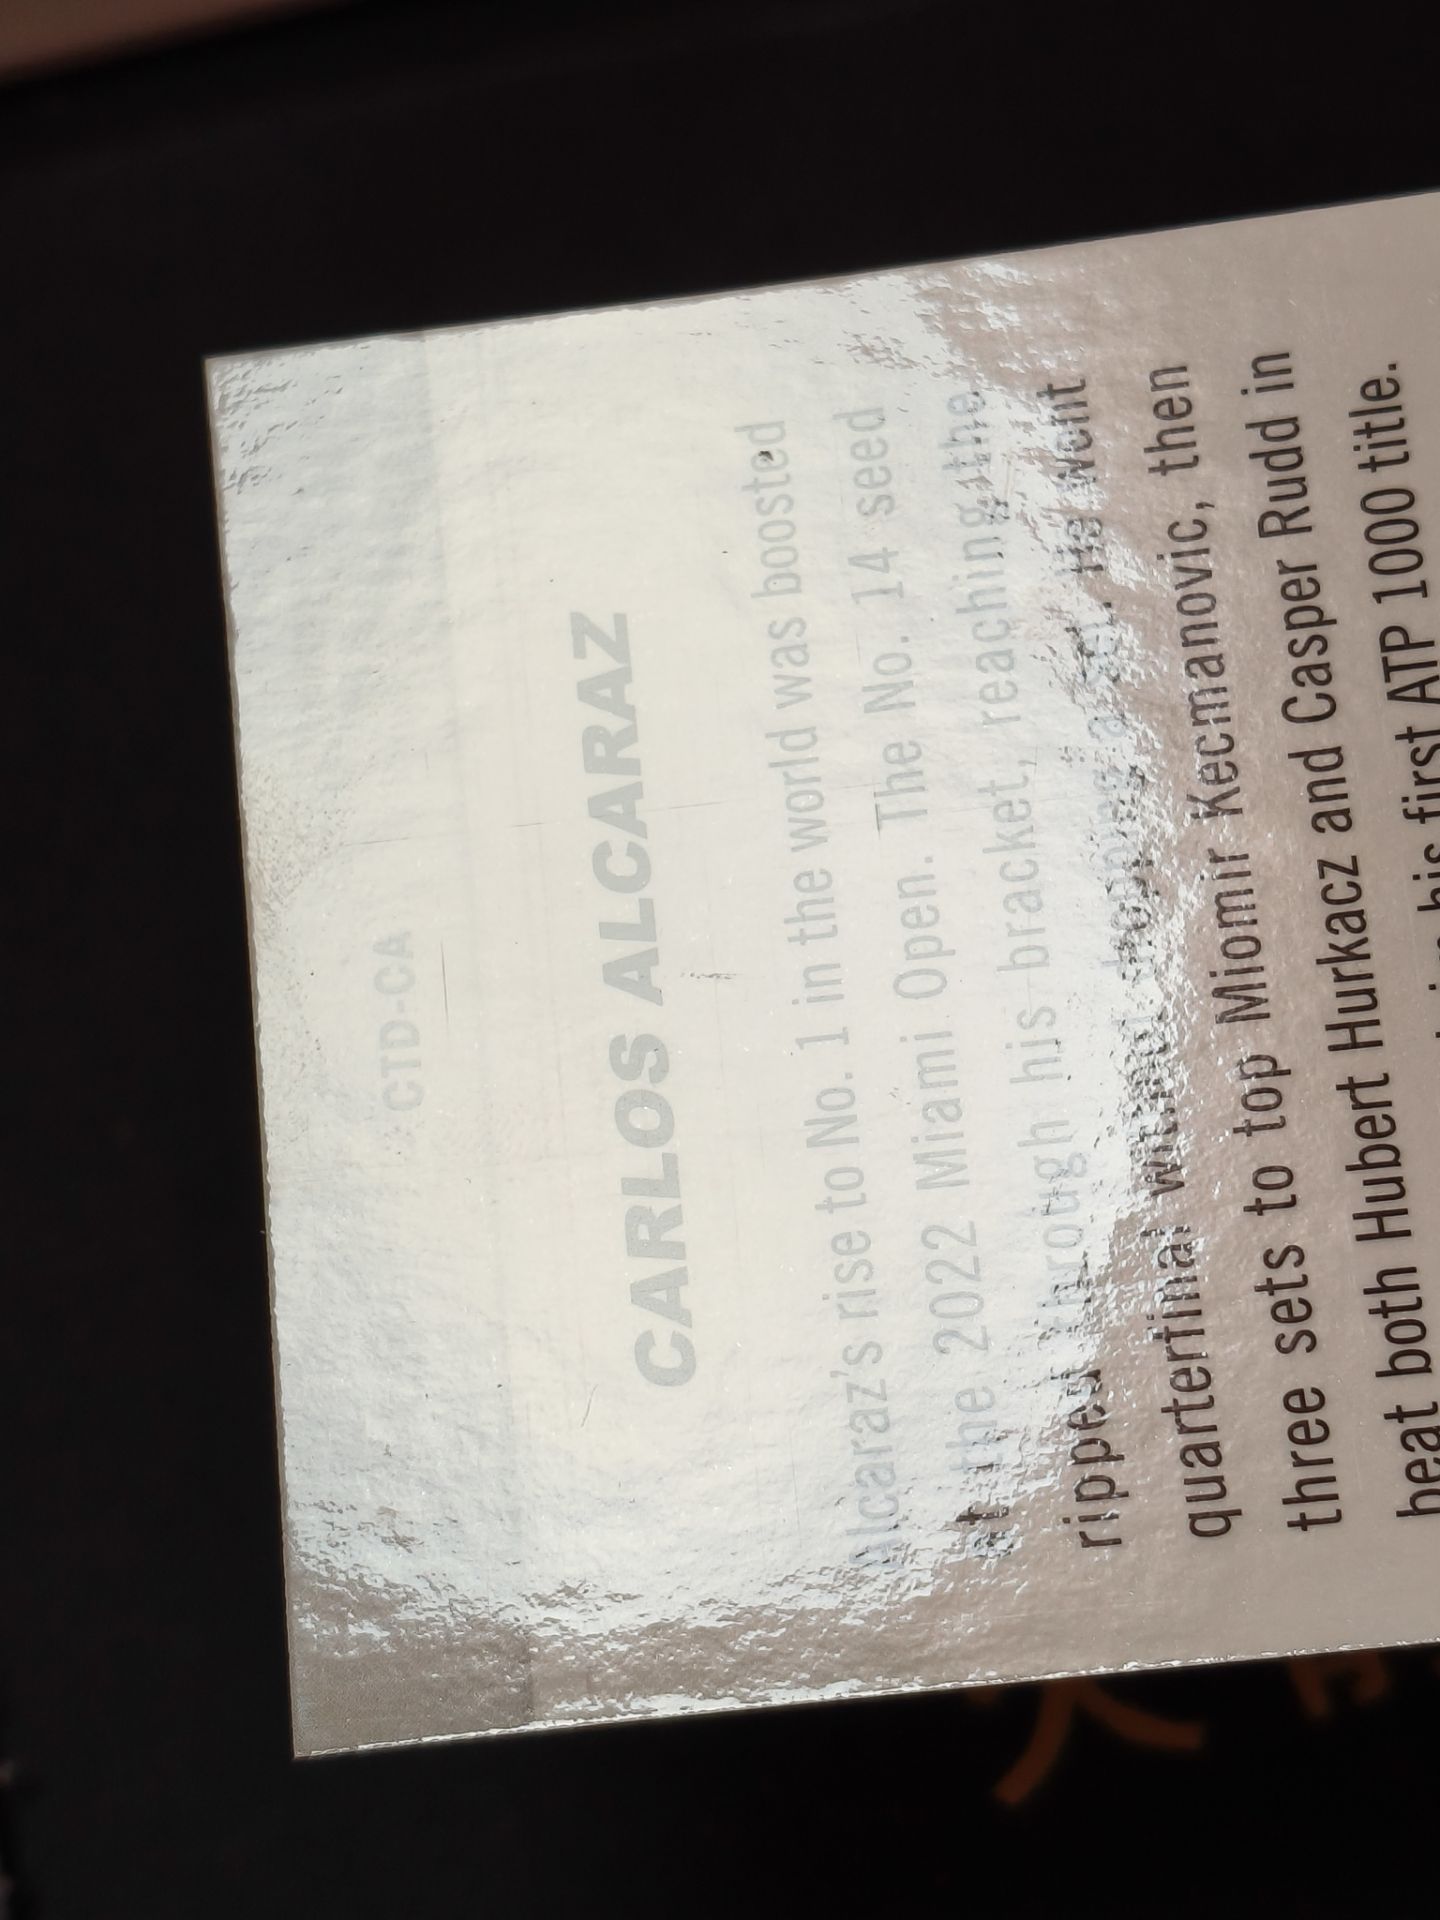 CTD-CA
CARLOS ALCARAZ
Alcaraz's rise to No. 1 in the world was boosted
at the 2022 Miami Open. The No. 14 seed
ripped through his bracket, reaching the
quarterfinal without dropping a set. He went
three sets to top Miomir Kecmanovic, then
beat both Hubert Hurkacz and Casper Rudd in
his first ATP 1000 title.